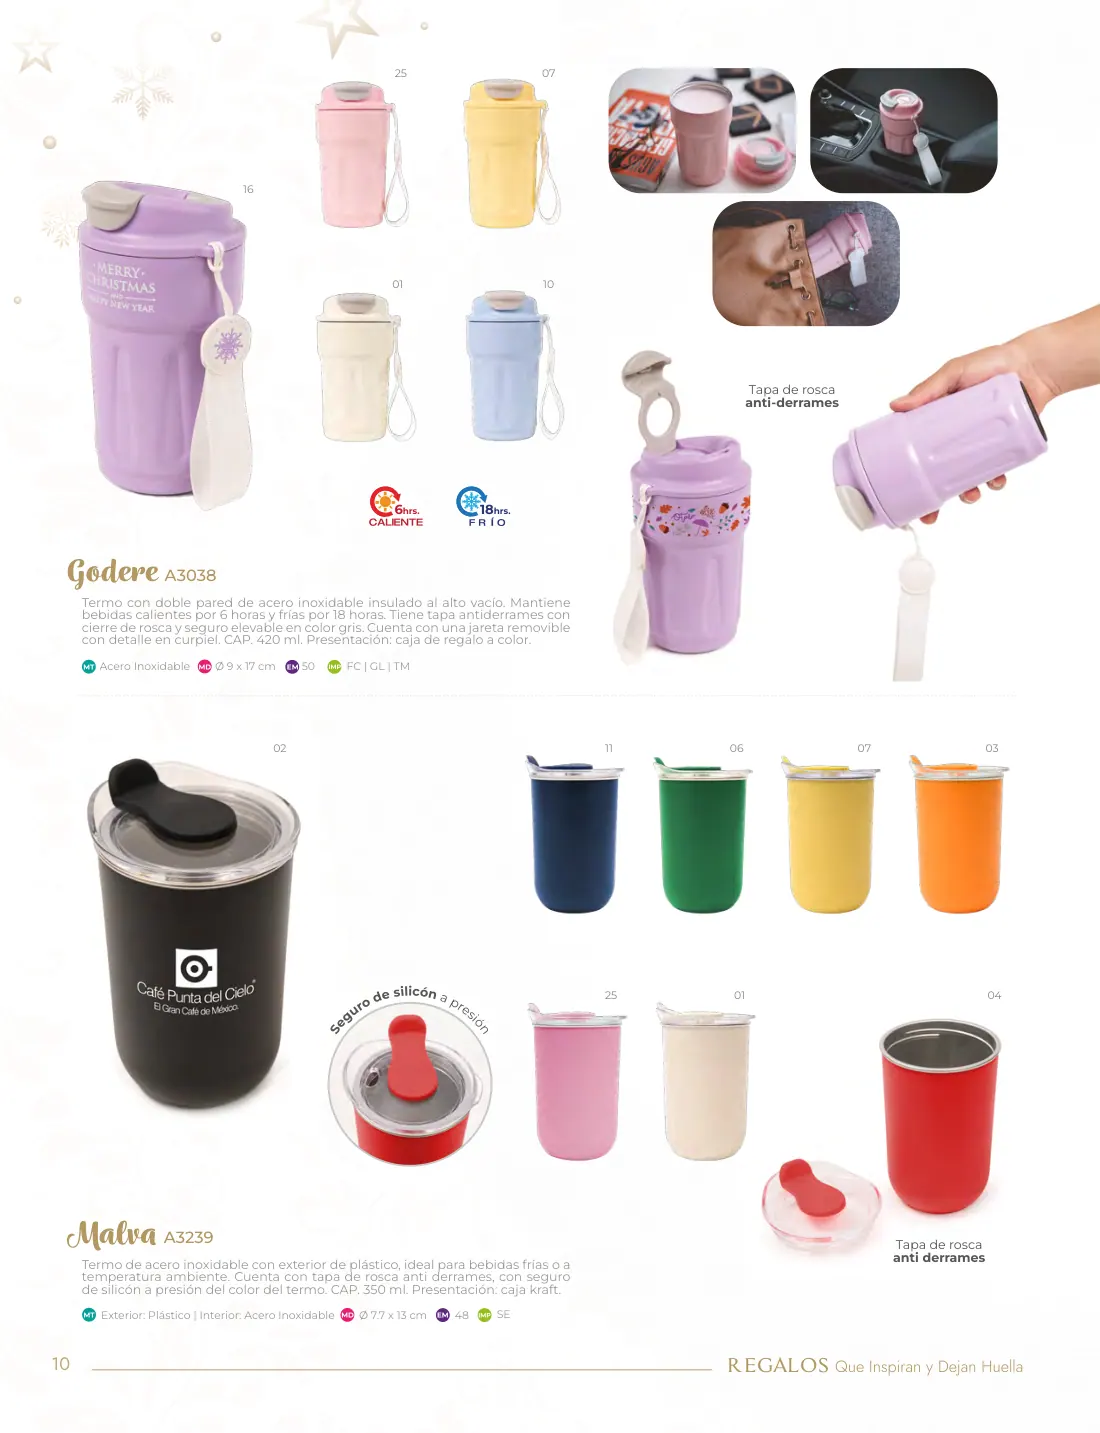 25
07
16
MERRY
CHRISTMAS
AND
HAPPY NEW YEAR
01
10
Tapa de rosca
anti-derrames
6hrs.
CALIENTE
18hrs.
FRÍO
Godere A3038
Termo con doble pared de acero inoxidable insulado al alto vacío. Mantiene
bebidas calientes por 6 horas y frías por 18 horas. Tiene tapa antiderrames con
cierre de rosca y seguro elevable en color gris. Cuenta con una jareta removible
con detalle en curpiel. CAP. 420 ml. Presentación: caja de regalo a color.
MT Acero Inoxidable MD Ø 9 x 17 cm EM 50 IMP FC | GL | TM
02
11
06
07
03
Café Punta del Cielo®
El Gran Café de México.
Seguro de silicón a presión
25
01
04
Tapa de rosca
anti derrames
Malva A3239
Termo de acero inoxidable con exterior de plástico, ideal para bebidas frías o a
temperatura ambiente. Cuenta con tapa de rosca anti derrames, con seguro
de silicón a presión del color del termo. CAP. 350 ml. Presentación: caja kraft.
MT Exterior: Plástico | Interior: Acero Inoxidable MD Ø 7.7 x 13 cm EM 48 IMP SE
10
REGALOS Que Inspiran y Dejan Huella